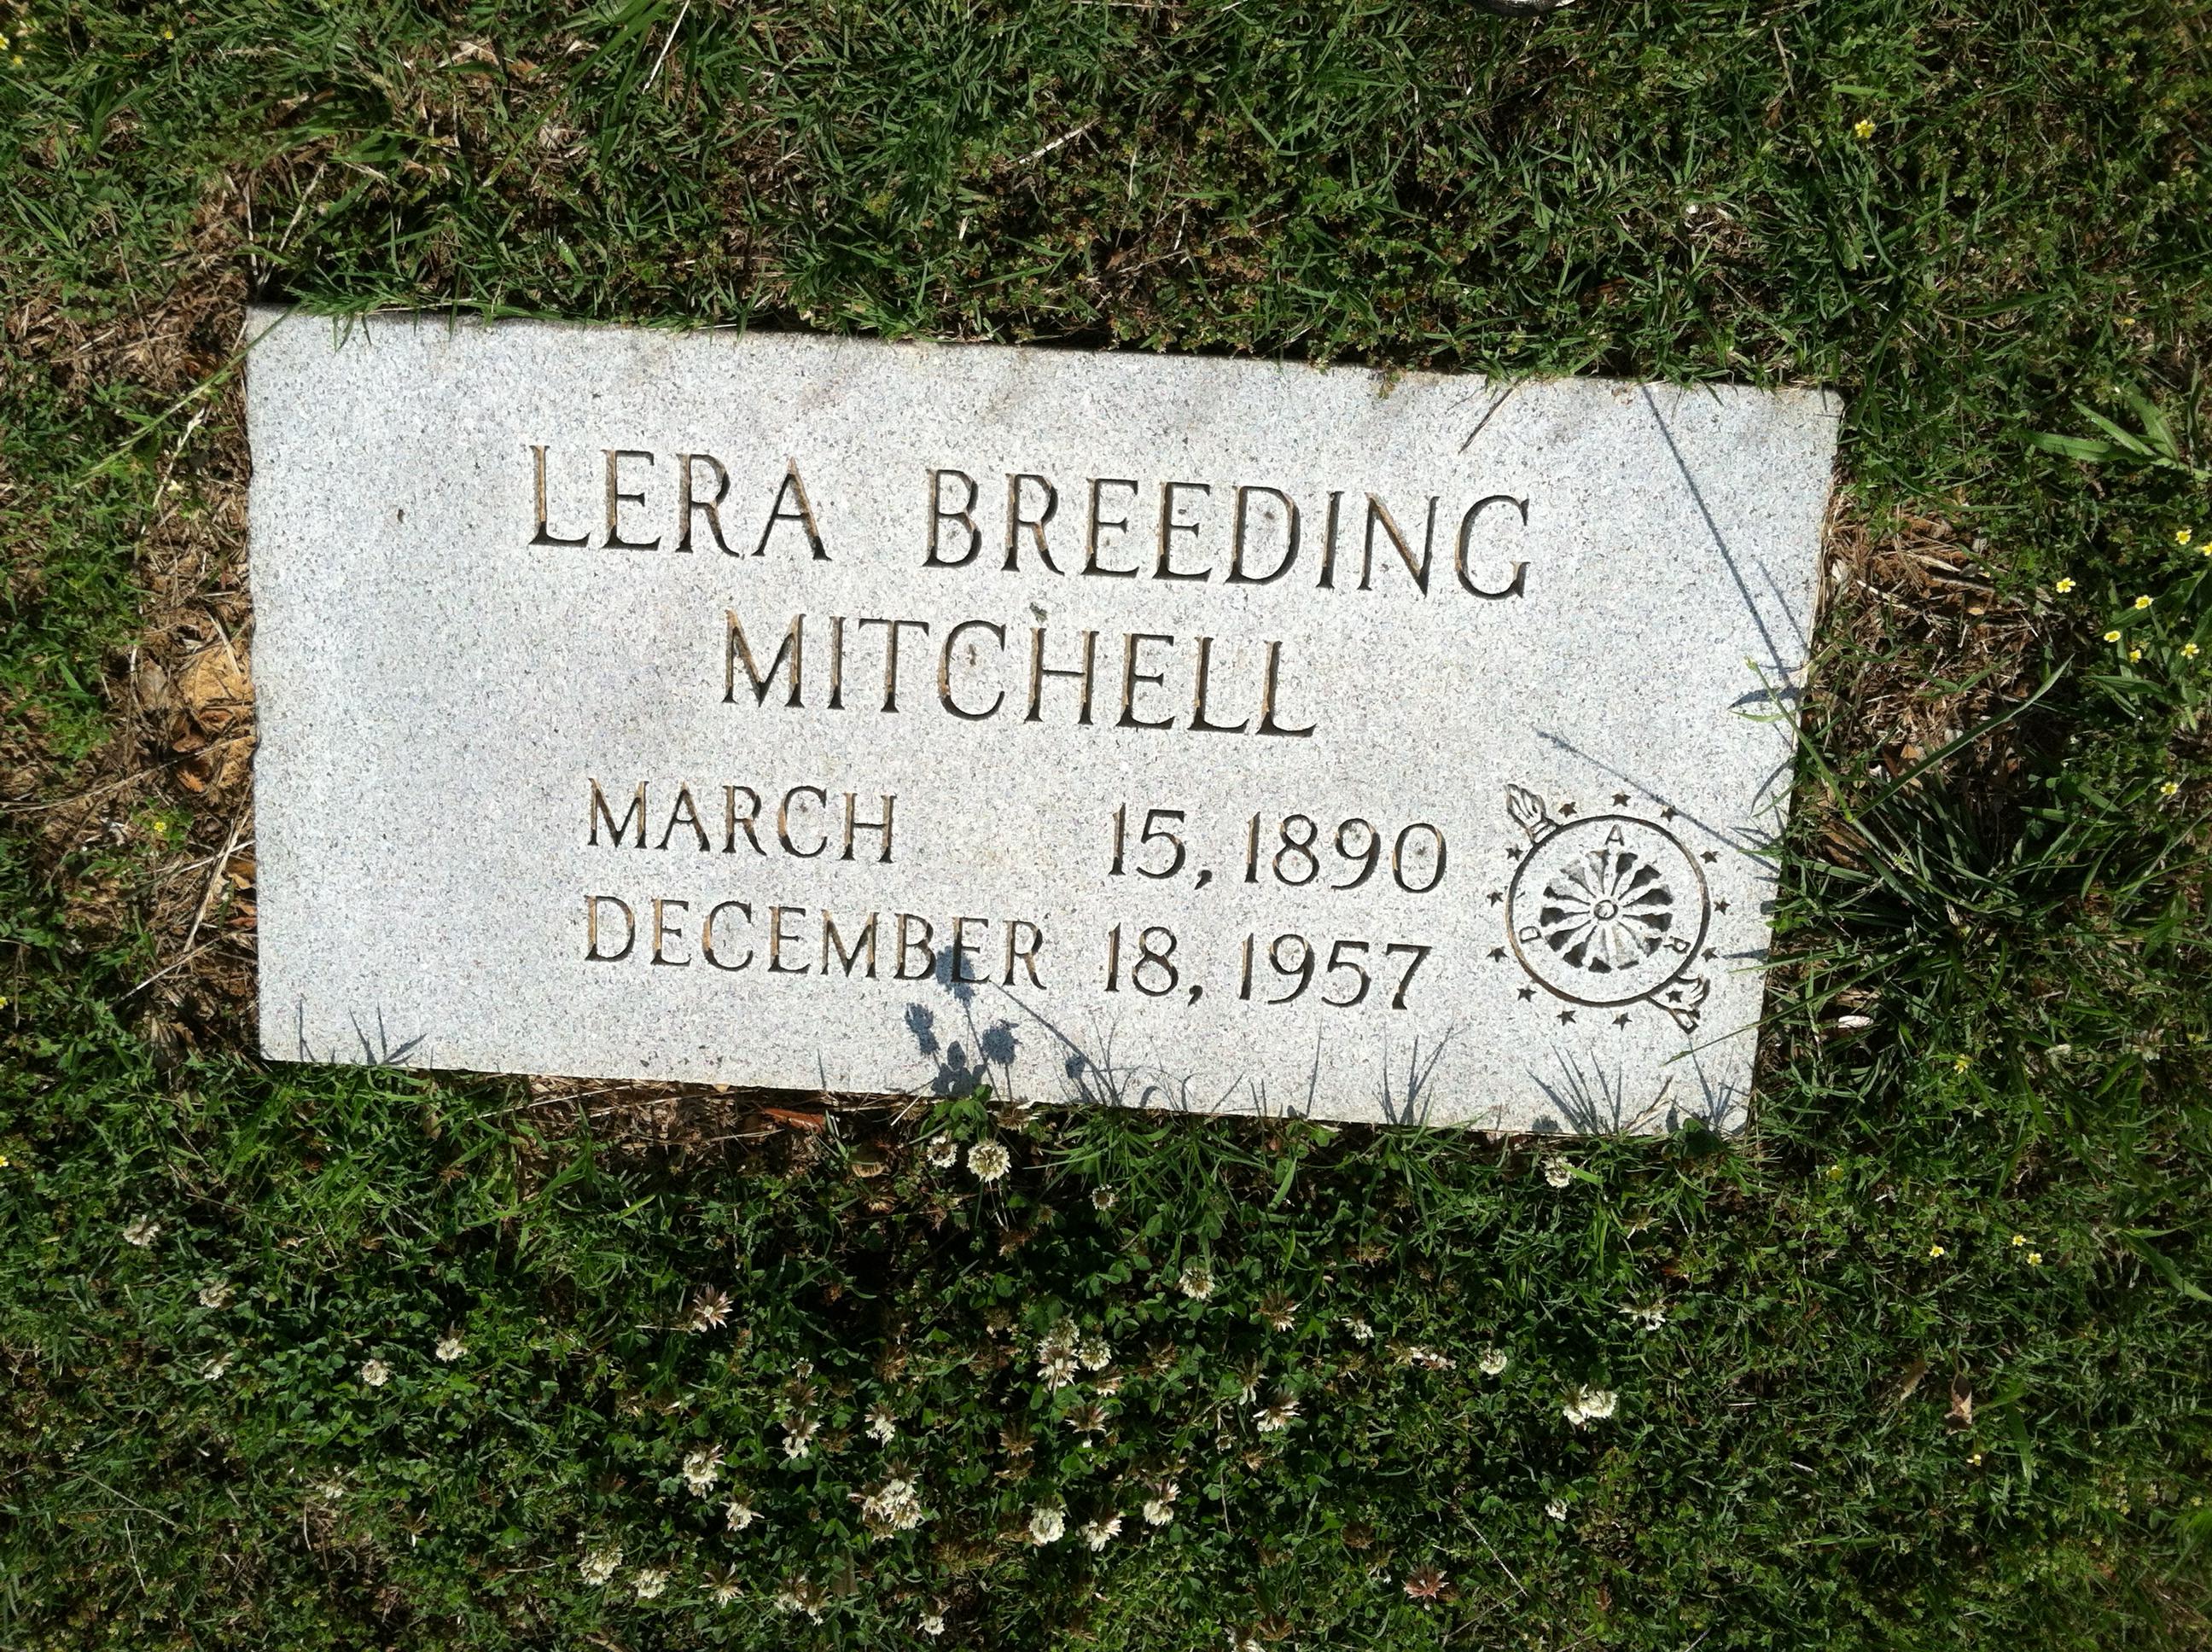 LERA BREEDING
MITCHELL
MARCH 15, 1890
DECEMBER 18, 1957
D A R